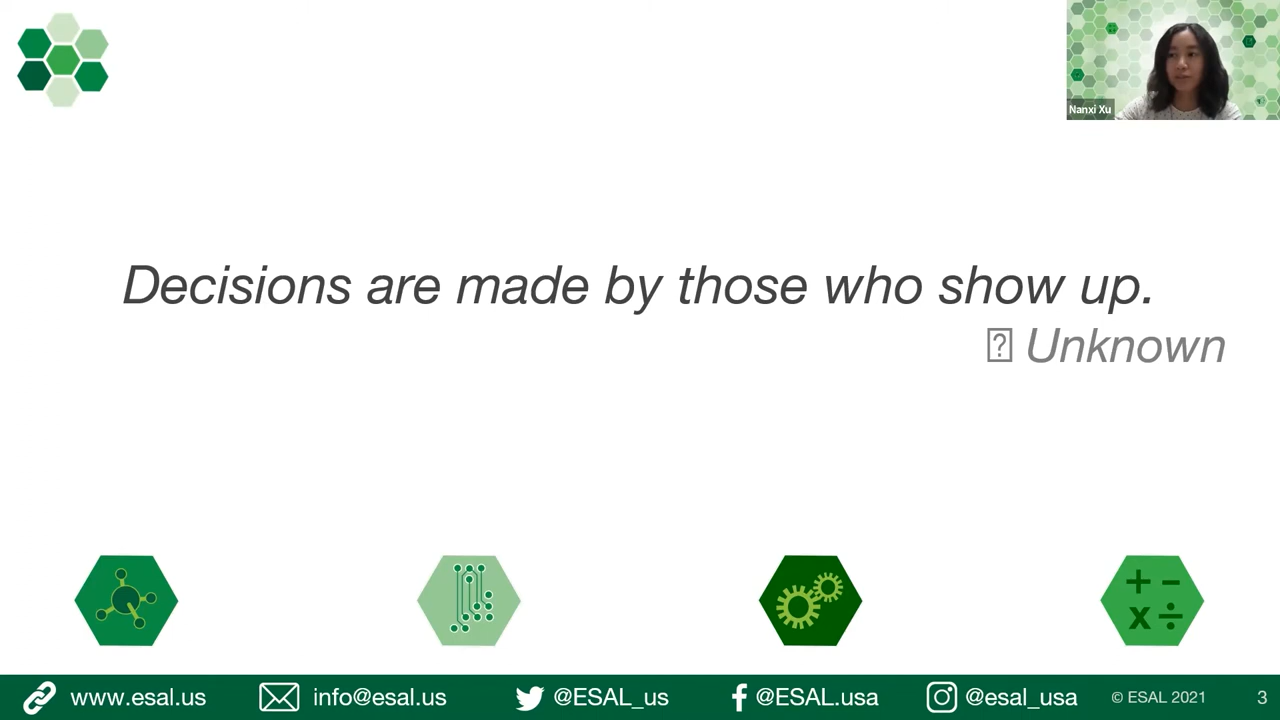 Nanxi Xu
Decisions are made by those who show up.
Unknown
+ -
x ÷
www.esal.us info@esal.us @ESAL_us @ESAL.usa @esal_usa © ESAL 2021 3